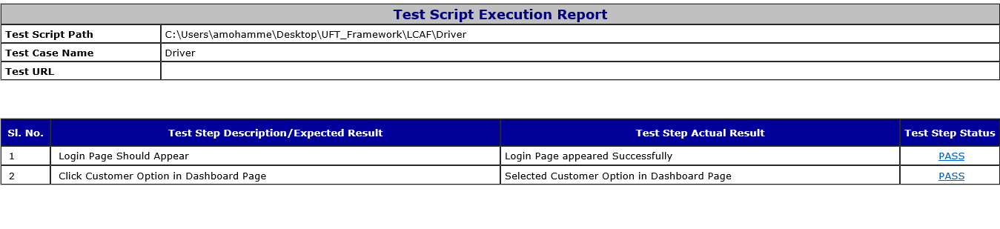 Test Script Execution Report
Test Script Path C:\Users\amohamme\Desktop\UFT_Framework\LCAF\Driver
Test Case Name Driver
Test URL
Sl. No. Test Step Description/Expected Result Test Step Actual Result Test Step Status
1 Login Page Should Appear Login Page appeared Successfully PASS
2 Click Customer Option in Dashboard Page Selected Customer Option in Dashboard Page PASS